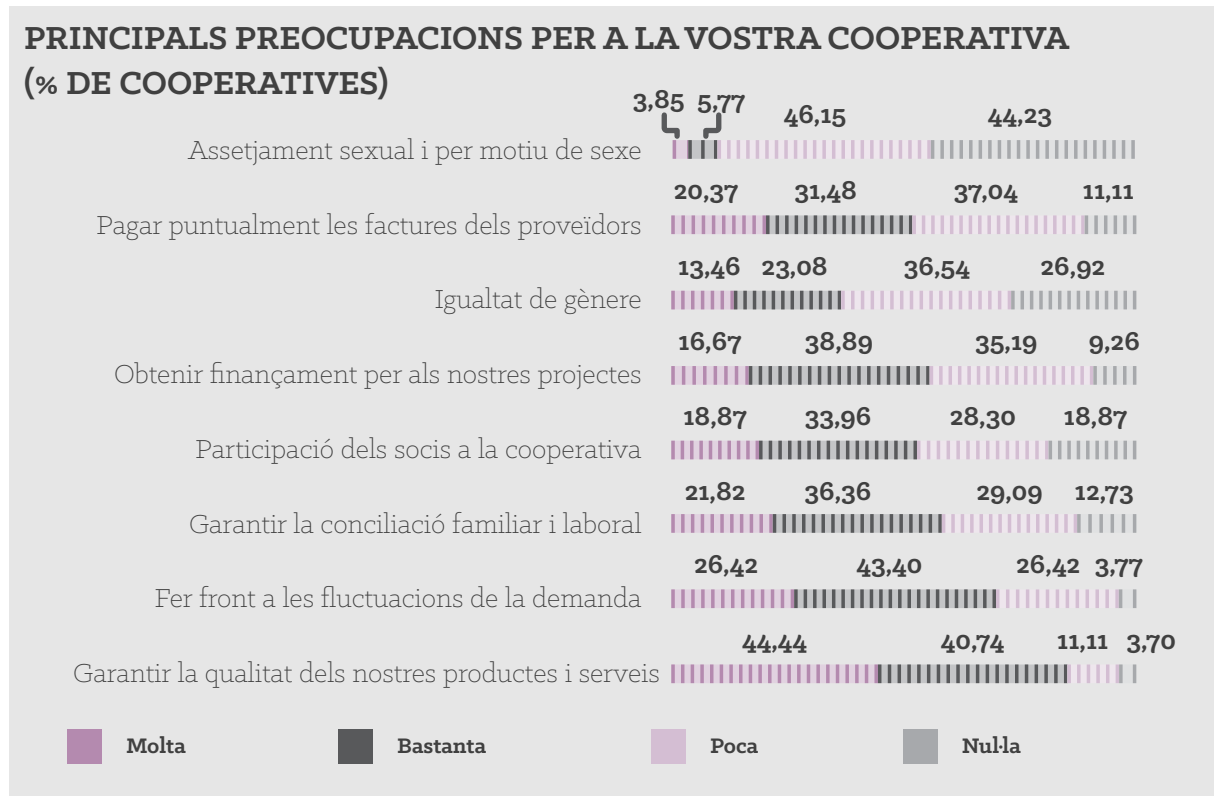 PRINCIPALS PREOCUPACIONS PER A LA VOSTRA COOPERATIVA
(% DE COOPERATIVES)
3,85 5,77 46,15 44,23
Assetjament sexual i per motiu de sexe
20,37 31,48 37,04 11,11
Pagar puntualment les factures dels proveïdors
13,46 23,08 36,54 26,92
Igualtat de gènere
16,67 38,89 35,19 9,26
Obtenir finançament per als nostres projectes
18,87 33,96 28,30 18,87
Participació dels socis a la cooperativa
21,82 36,36 29,09 12,73
Garantir la conciliació familiar i laboral
26,42 43,40 26,42 3,77
Fer front a les fluctuacions de la demanda
44,44 40,74 11,11 3,70
Garantir la qualitat dels nostres productes i serveis
Molta Bastanta Poca Nul·la